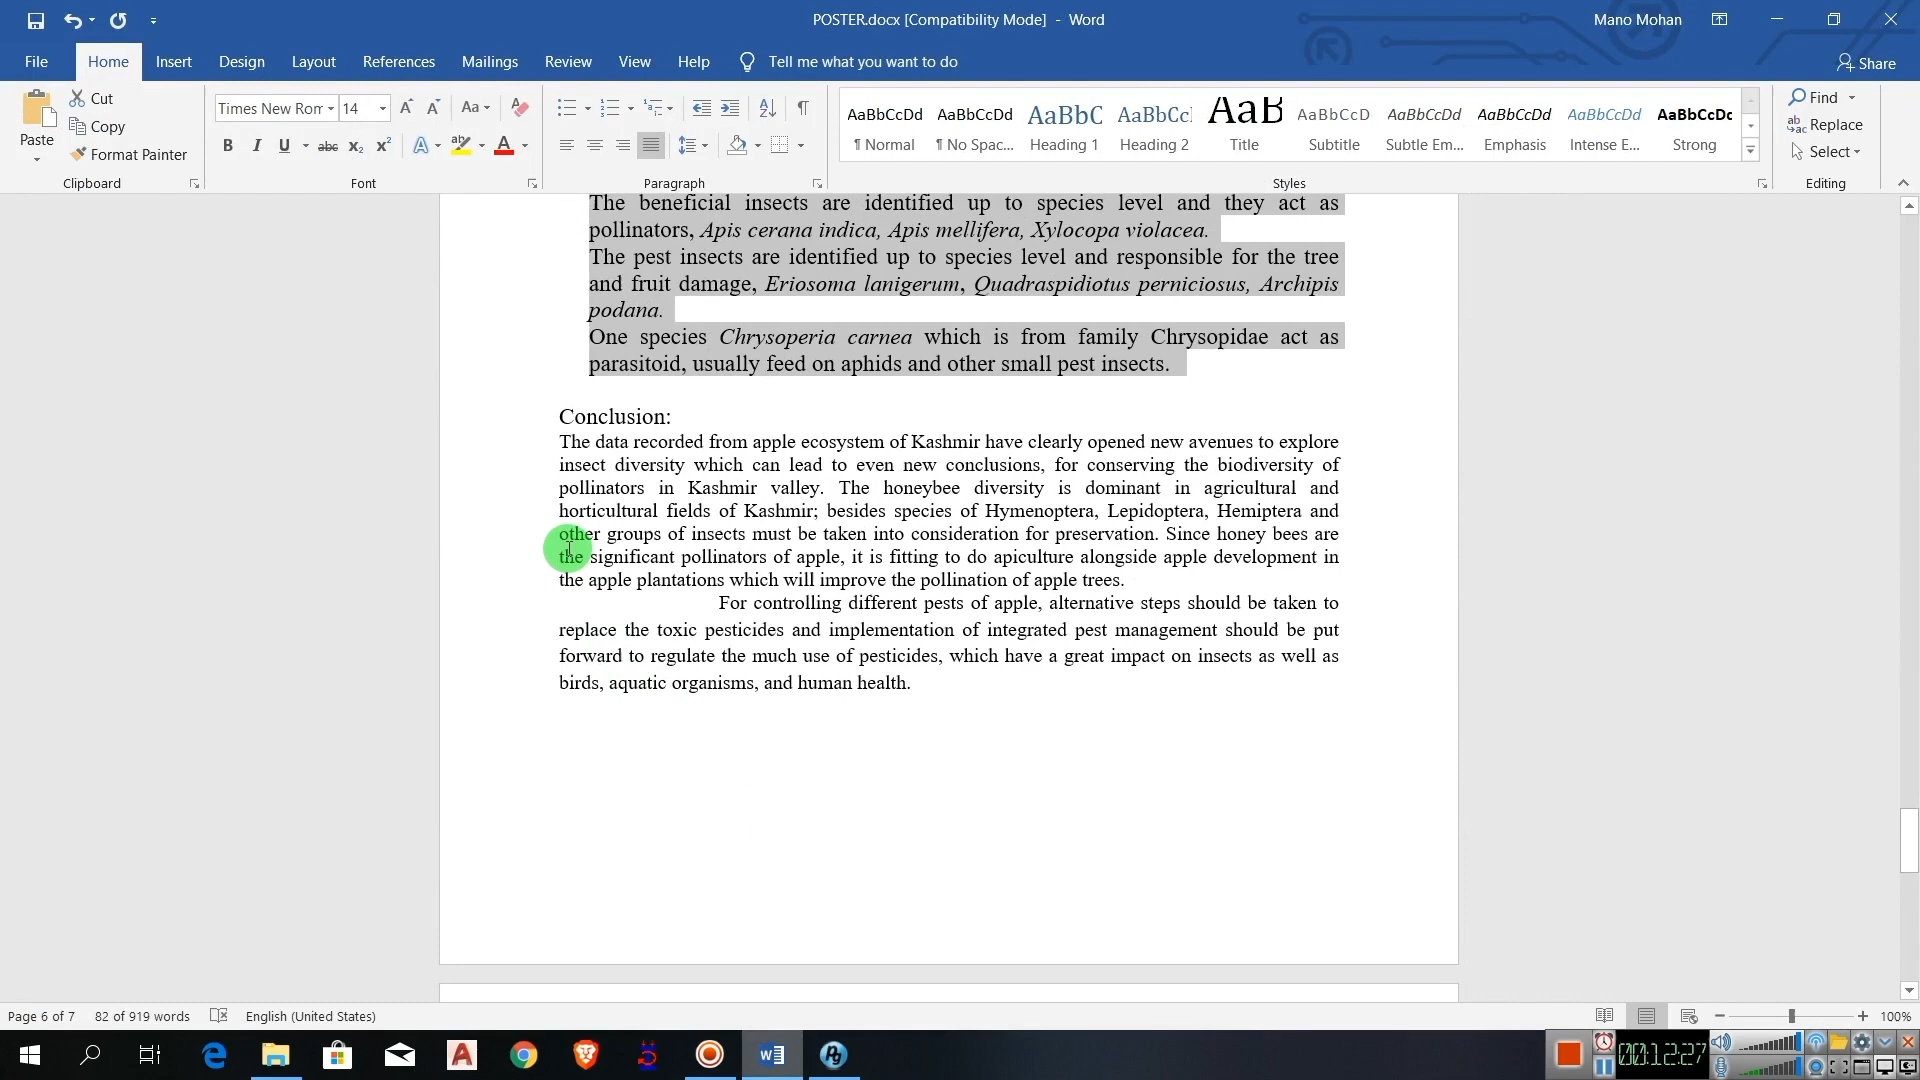 POSTER.docx [Compatibility Mode] - Word
Mano Mohan
File Home Insert Design Layout References Mailings Review View Help Tell me what you want to do
Share
Paste
Cut
Copy
Format Painter
Clipboard
Times New Ror 14
Font
Paragraph
AaBbCcDd AaBbCcDd AaBbC AaBbCc AaB AaBbCcD AaBbCcDd AaBbCcDd AaBbCcDd AaBbCcDc
¶ Normal ¶ No Spac... Heading 1 Heading 2 Title Subtitle Subtle Em... Emphasis Intense E... Strong
Styles
Find
Replace
Select
Editing
The beneficial insects are identified up to species level and they act as
pollinators, Apis cerana indica, Apis mellifera, Xylocopa violacea.
The pest insects are identified up to species level and responsible for the tree
and fruit damage, Eriosoma lanigerum, Quadraspidiotus perniciosus, Archipis
podana.
One species Chrysoperia carnea which is from family Chrysopidae act as
parasitoid, usually feed on aphids and other small pest insects.
Conclusion:
The data recorded from apple ecosystem of Kashmir have clearly opened new avenues to explore
insect diversity which can lead to even new conclusions, for conserving the biodiversity of
pollinators in Kashmir valley. The honeybee diversity is dominant in agricultural and
horticultural fields of Kashmir; besides species of Hymenoptera, Lepidoptera, Hemiptera and
other groups of insects must be taken into consideration for preservation. Since honey bees are
the significant pollinators of apple, it is fitting to do apiculture alongside apple development in
the apple plantations which will improve the pollination of apple trees.
For controlling different pests of apple, alternative steps should be taken to
replace the toxic pesticides and implementation of integrated pest management should be put
forward to regulate the much use of pesticides, which have a great impact on insects as well as
birds, aquatic organisms, and human health.
Page 6 of 7 82 of 919 words English (United States)
100%
00:12:27